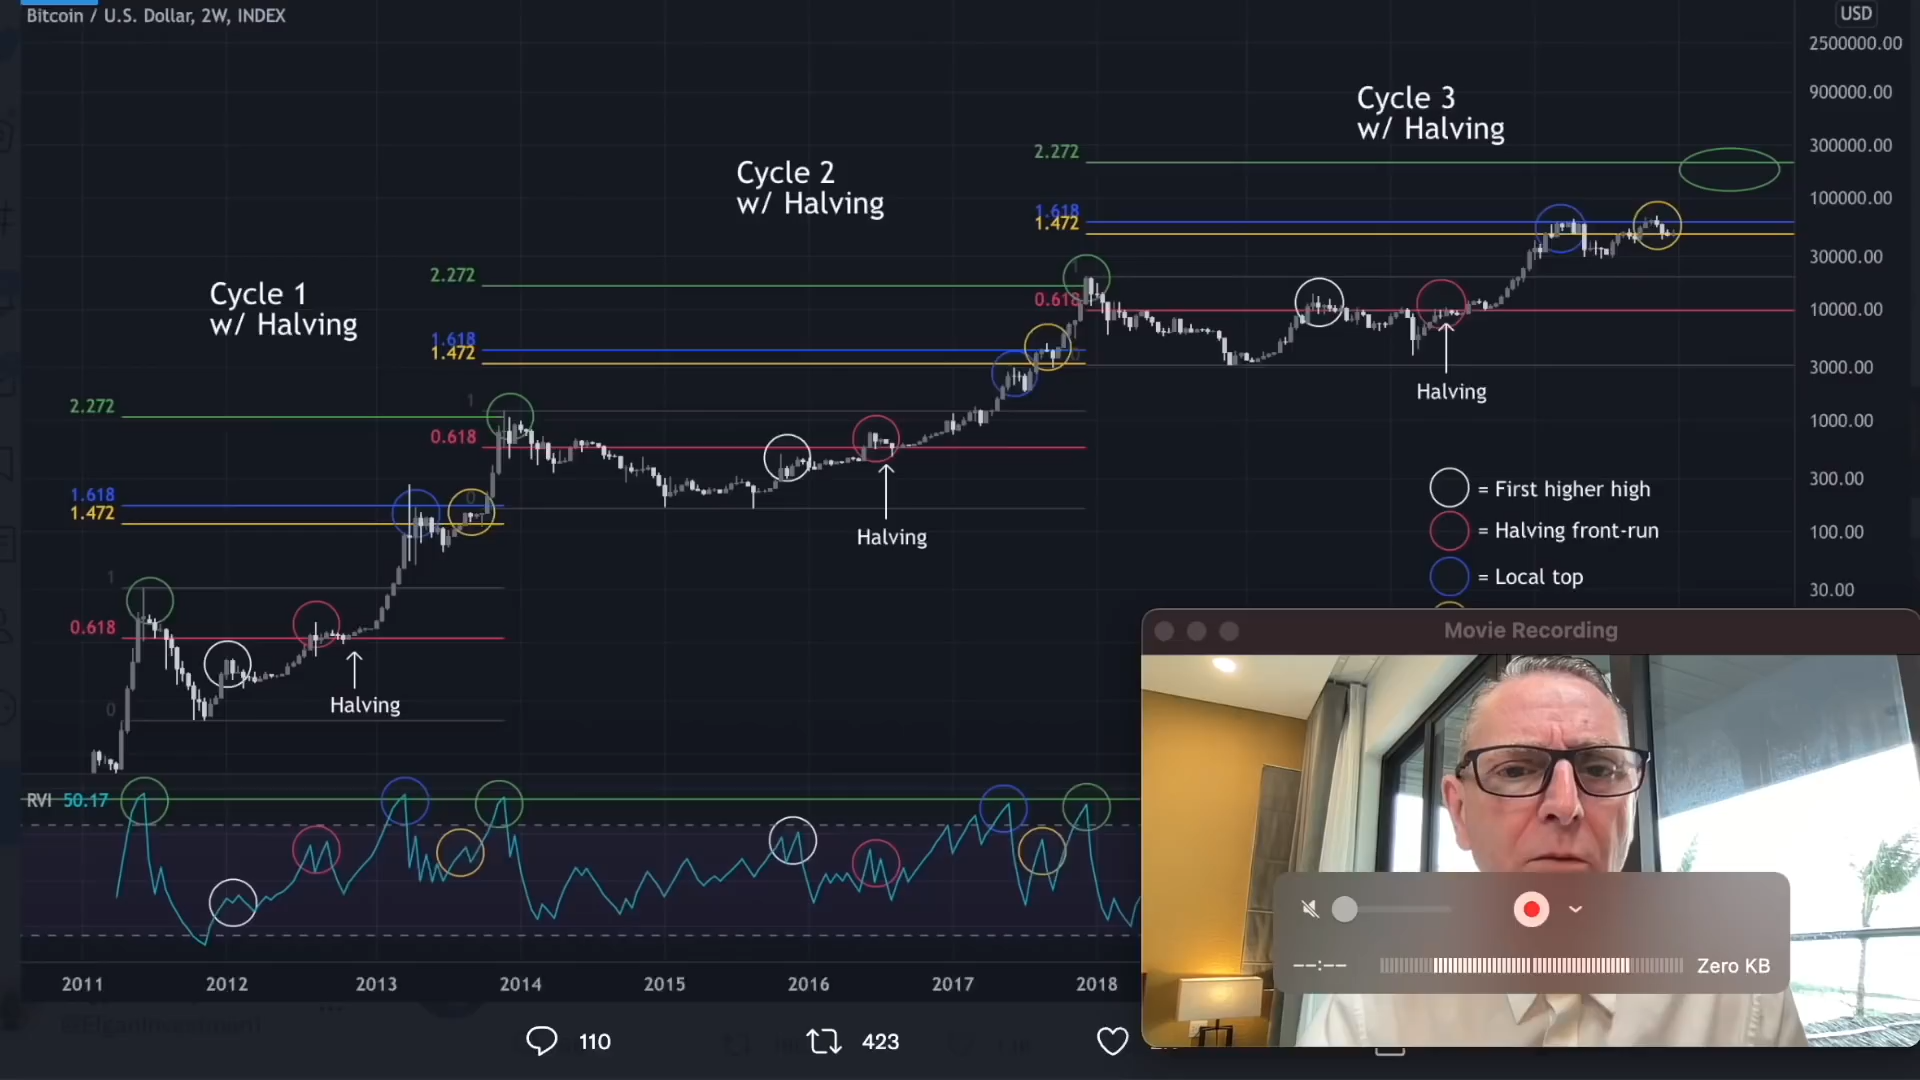 Bitcoin / U.S. Dollar, 2W, INDEX
USD
2500000.00
900000.00
300000.00
100000.00
30000.00
10000.00
3000.00
1000.00
300.00
100.00
30.00
Cycle 1
w/ Halving
Cycle 2
w/ Halving
Cycle 3
w/ Halving
2.272
1.618
1.472
1
0.618
0
Halving
2.272
1.618
1.472
1
0.618
0
Halving
2.272
1.618
1.472
1
0.618
0
Halving
= First higher high
= Halving front-run
= Local top
Movie Recording
--:--
Zero KB
RVI 50.17
2011 2012 2013 2014 2015 2016 2017 2018
@ElganInvestment
110
423